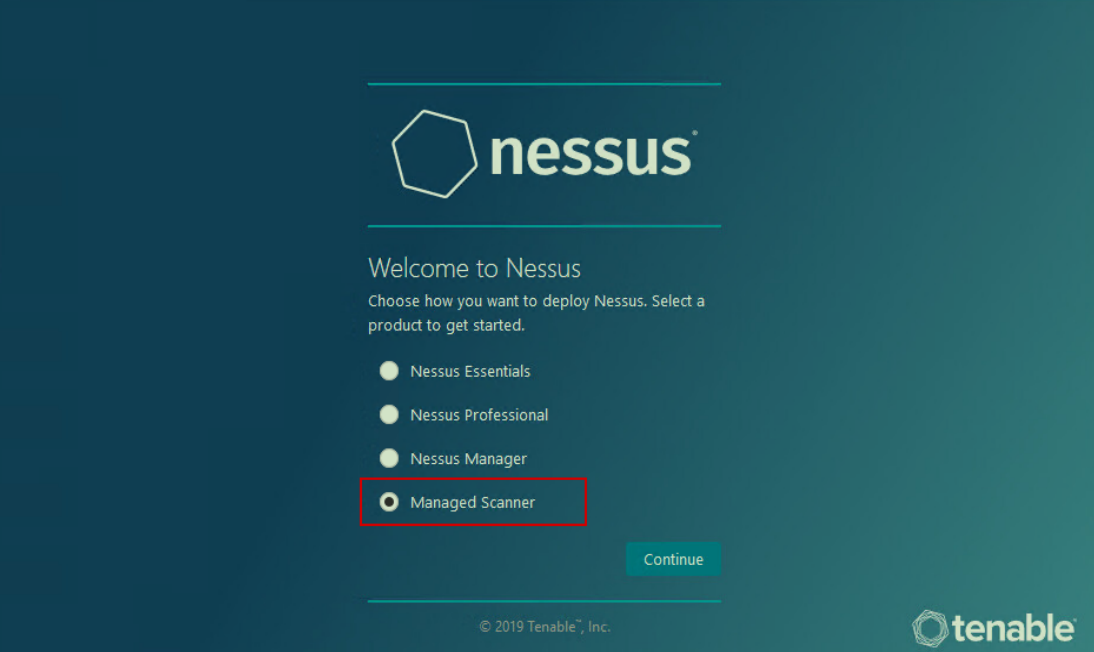 nessus
Welcome to Nessus
Choose how you want to deploy Nessus. Select a
product to get started.
Nessus Essentials
Nessus Professional
Nessus Manager
Managed Scanner
Continue
© 2019 Tenable™, Inc.
tenable